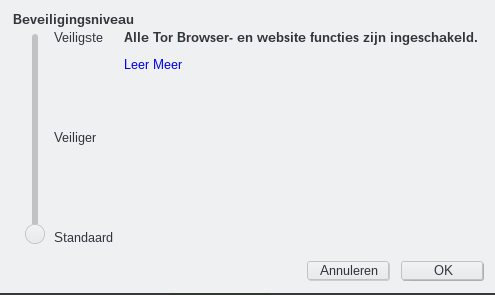 Beveiligingsniveau
Veiligste
Alle Tor Browser- en website functies zijn ingeschakeld.
Leer Meer
Veiliger
Standaard
Annuleren
OK